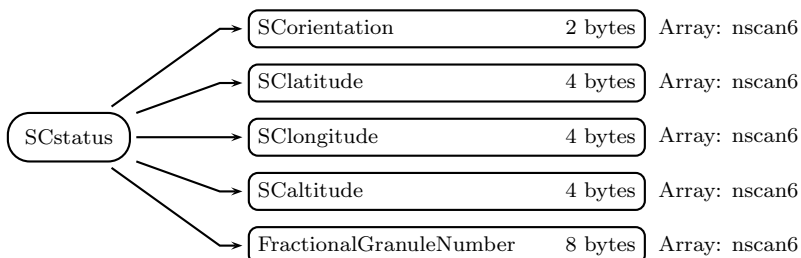 SCorientation 2 bytes Array: nscan6
SClatitude 4 bytes Array: nscan6
SCstatus SClongitude 4 bytes Array: nscan6
SCaltitude 4 bytes Array: nscan6
FractionalGranuleNumber 8 bytes Array: nscan6